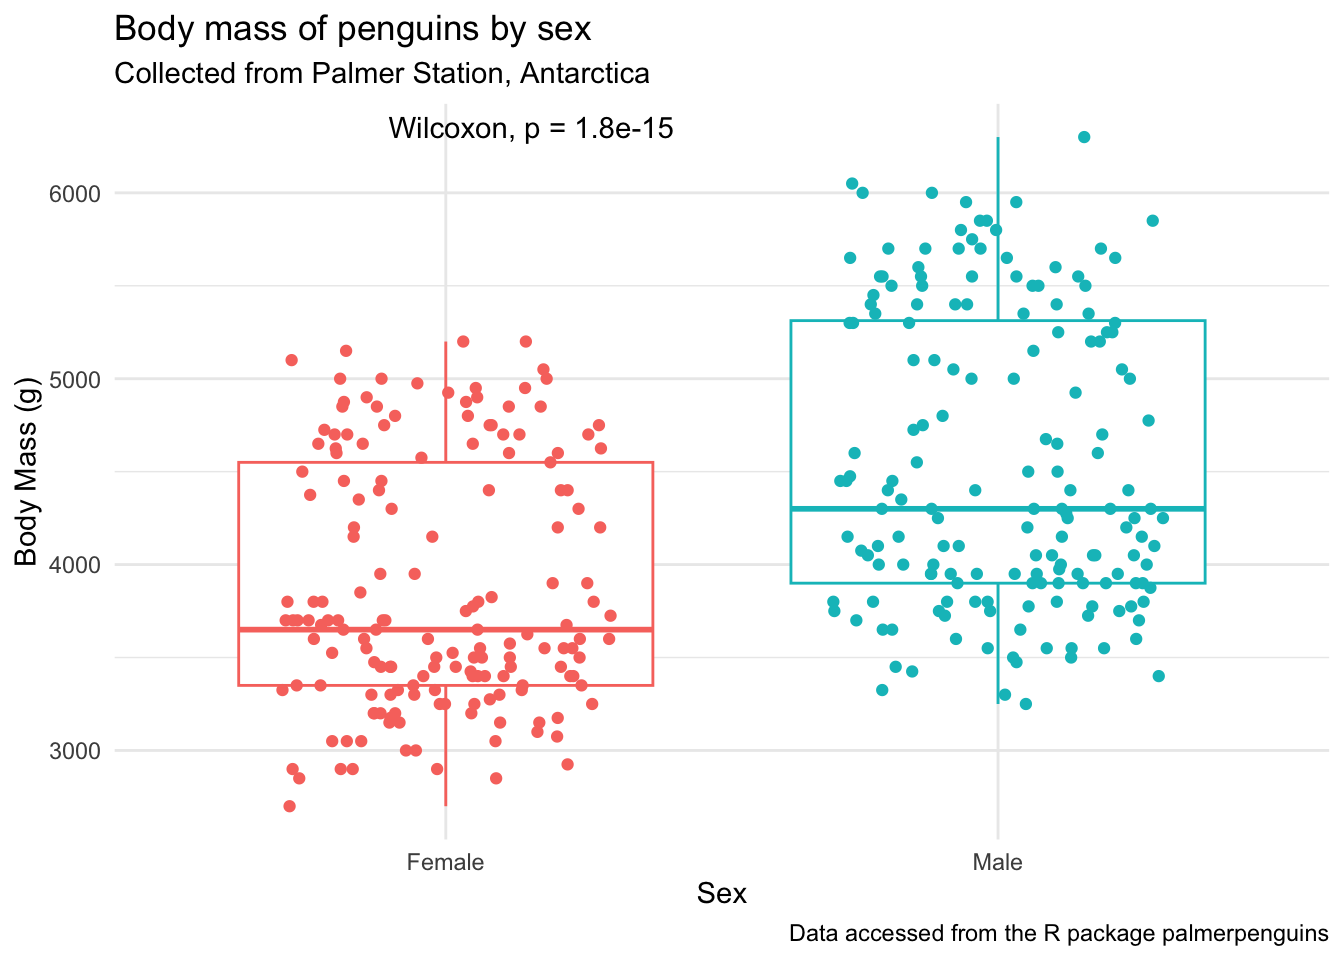 Body mass of penguins by sex
Collected from Palmer Station, Antarctica
Wilcoxon, p = 1.8e-15
6000
5000
4000
3000
Body Mass (g)
Female
Male
Sex
Data accessed from the R package palmerpenguins